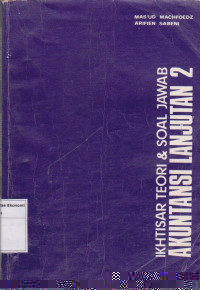 MAS'UD MACHFOEDZ
ARIFIEN SABENI
IKHTISAR TEORI & SOAL JAWAB
AKUNTANSI LANJUTAN 2